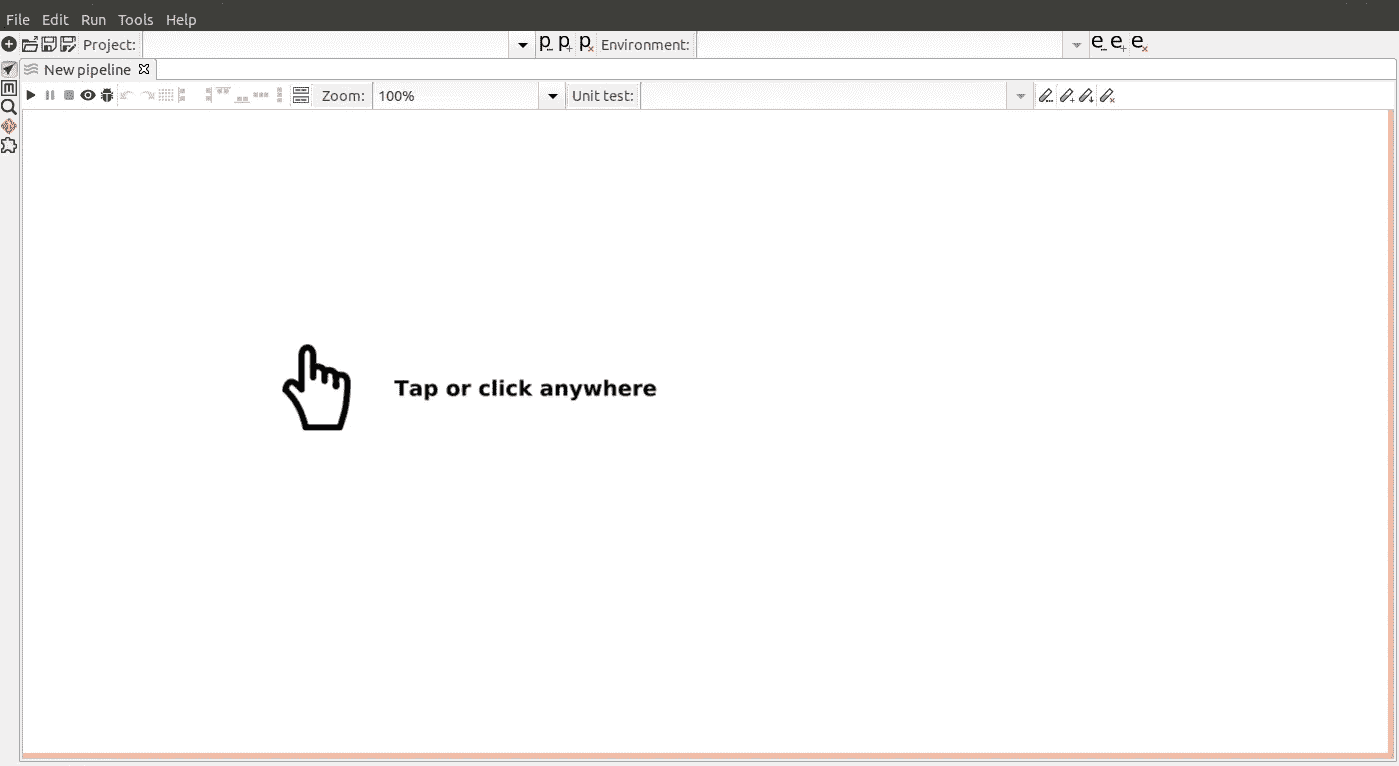 File Edit Run Tools Help
Project: p p p Environment: e e e
New pipeline
Zoom: 100% Unit test:
Tap or click anywhere